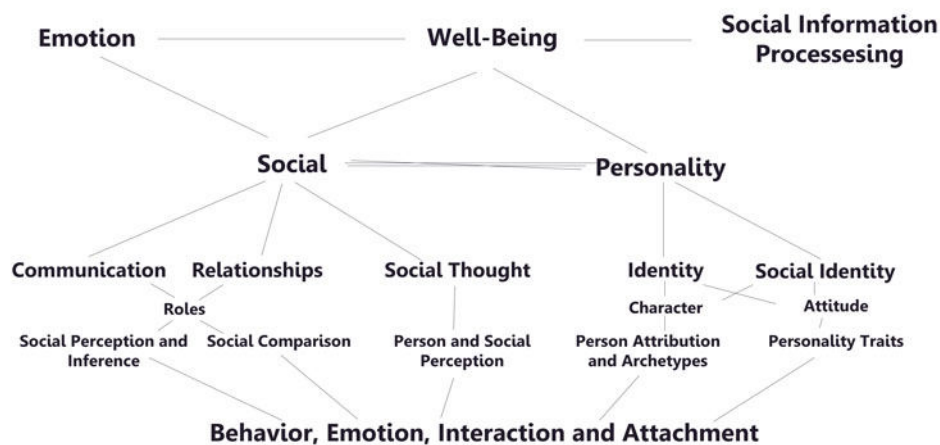 Emotion
Well-Being
Social Information
Processesing
Social
Personality
Communication
Relationships
Social Thought
Identity
Social Identity
Roles
Character
Attitude
Social Perception and
Inference
Social Comparison
Person and Social
Perception
Person Attribution
and Archetypes
Personality Traits
Behavior, Emotion, Interaction and Attachment